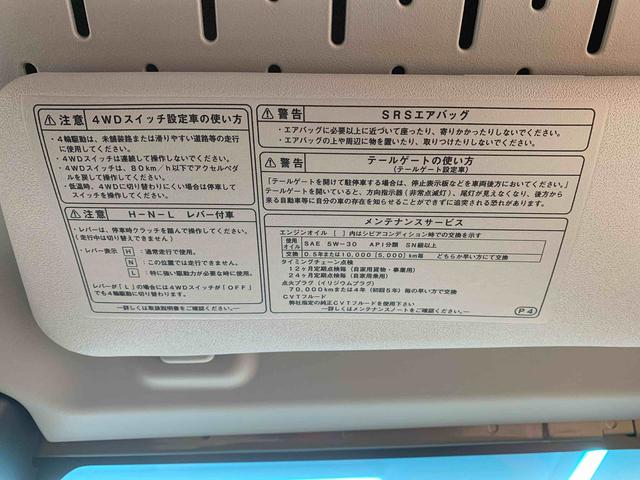 ⚠注意 4WDスイッチ設定車の使い方
・4輪駆動は、未舗装路または滑りやすい道路等の走行
に使用してください。
・4WDスイッチは連続して操作しないでください。
・4WDスイッチは、80km/h以下でアクセルペダ
ルを戻して操作してください。
・低温時、4WDに切り替わりにくい場合は停車して
スイッチを操作してください。
⚠注意 H-N-L レバー付車
・レバーは、停車時クラッチを踏んで操作してください。
(走行中は切り替えできません)
・レバー表示 H : 通常走行で使用。
N : この位置では走行できません。
L : 特に強い駆動力が必要な時に使用。
レバーが「L」の場合には4WDスイッチが「OFF」
でも4輪駆動に切り替わります。
―詳しくは取扱説明書をご確認ください。―
⚠警告 SRSエアバッグ
・エアバッグに必要以上に近づいて座ったり、寄りかかったりしないでください。
・エアバッグの上や周辺に物を置いたり、取りつけたりしないでください。
⚠警告 テールゲートの使い方
(テールゲート設定車)
「テールゲートを開けて駐停車する場合は、停止表示板などを車両後方においてください。」
テールゲートを開いていると、方向指示器(非常点滅灯)、尾灯が見えなくなり、後方から
来る自動車等に自分の車の存在を知らせることができずに追突される恐れがあります。
メンテナンスサービス
エンジンオイル [ ]内はシビアコンディション時での交換を示す
使用オイル SAE 5W-30 API分類 SN級以上
交換 0.5年または10,000 [5,000] km毎 どちらか早い方にて交換
タイミングチェーン点検
12ヶ月定期点検毎(自家用貨物・事業用)
24ヶ月定期点検毎(自家用乗用)
点火プラグ(イリジウムプラグ)
70,000kmまたは4年(初回5年)毎の早い方で交換
CVTフルード
弊社指定の純正CVTフルードを使用下さい
―詳しくはメンテナンスノートをご確認ください。―
P4